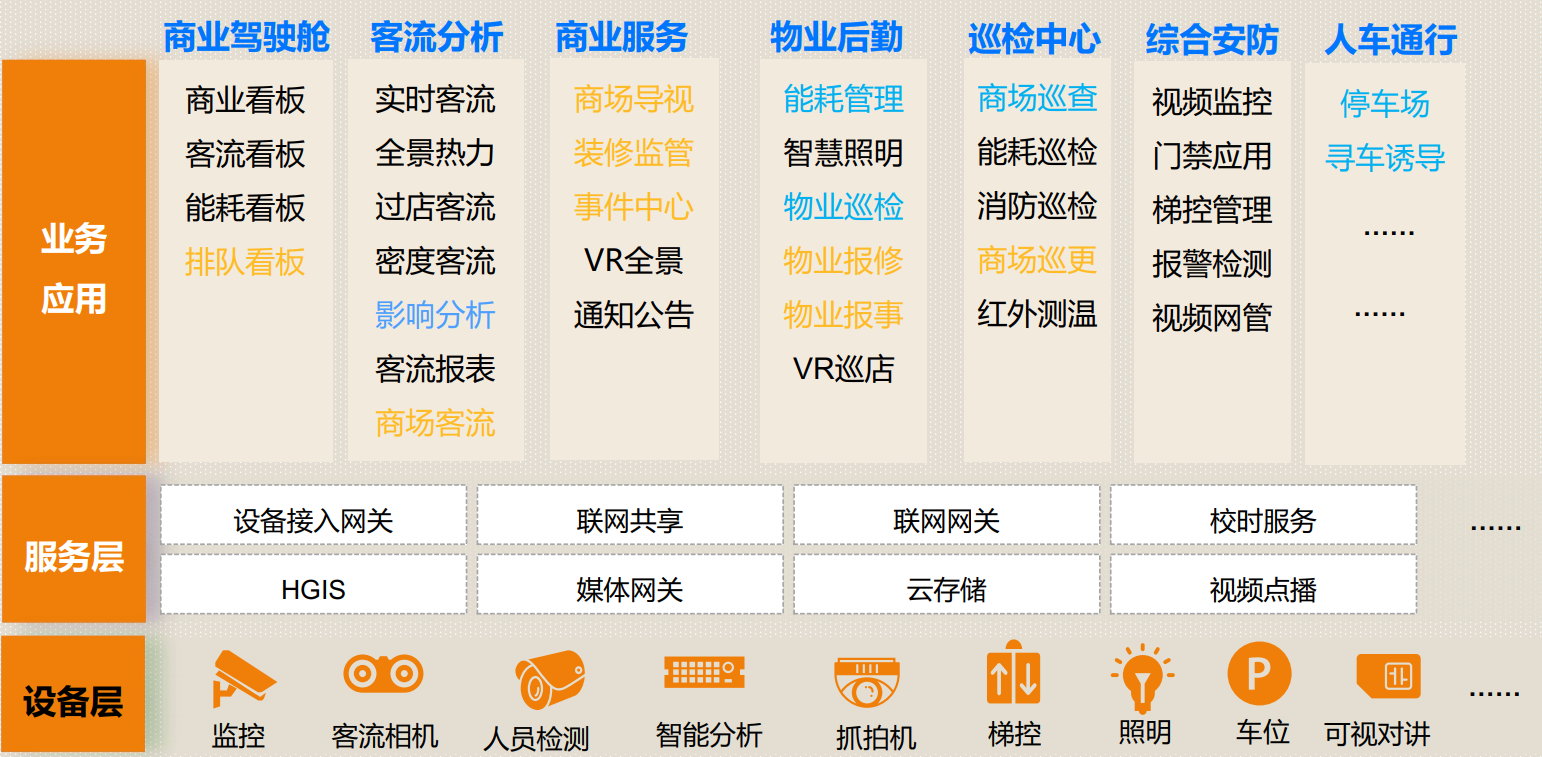 商业驾驶舱
客流分析
商业服务
物业后勤
巡检中心
综合安防
人车通行
业务
应用
商业看板
客流看板
能耗看板
排队看板
实时客流
全景热力
过店客流
密度客流
影响分析
客流报表
商场客流
商场导视
装修监管
事件中心
VR全景
通知公告
能耗管理
智慧照明
物业巡检
物业报修
物业报事
VR巡店
商场巡查
能耗巡检
消防巡检
商场巡更
红外测温
视频监控
门禁应用
梯控管理
报警检测
视频网管
停车场
寻车诱导
......
......
服务层
设备接入网关
联网共享
联网网关
校时服务
......
HGIS
媒体网关
云存储
视频点播
设备层
监控
客流相机
人员检测
智能分析
抓拍机
梯控
照明
P
车位
可视对讲
......